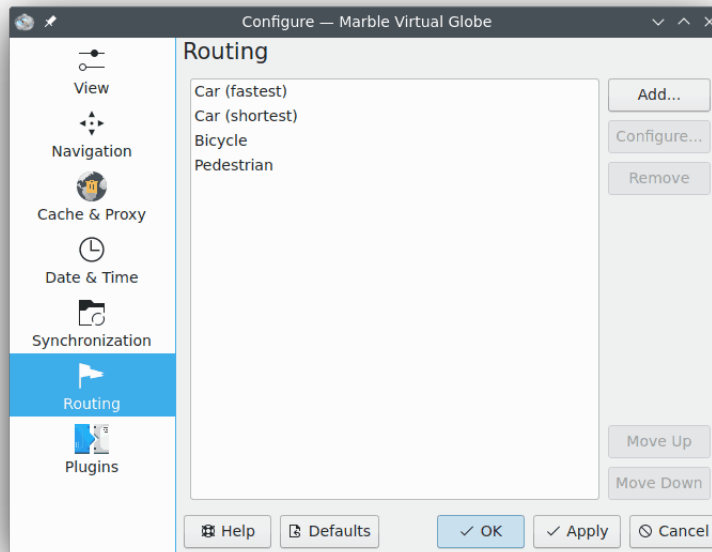 Configure — Marble Virtual Globe
View
Navigation
Cache & Proxy
Date & Time
Synchronization
Routing
Plugins
Routing
Car (fastest)
Car (shortest)
Bicycle
Pedestrian
Add...
Configure...
Remove
Move Up
Move Down
Help
Defaults
OK
Apply
Cancel